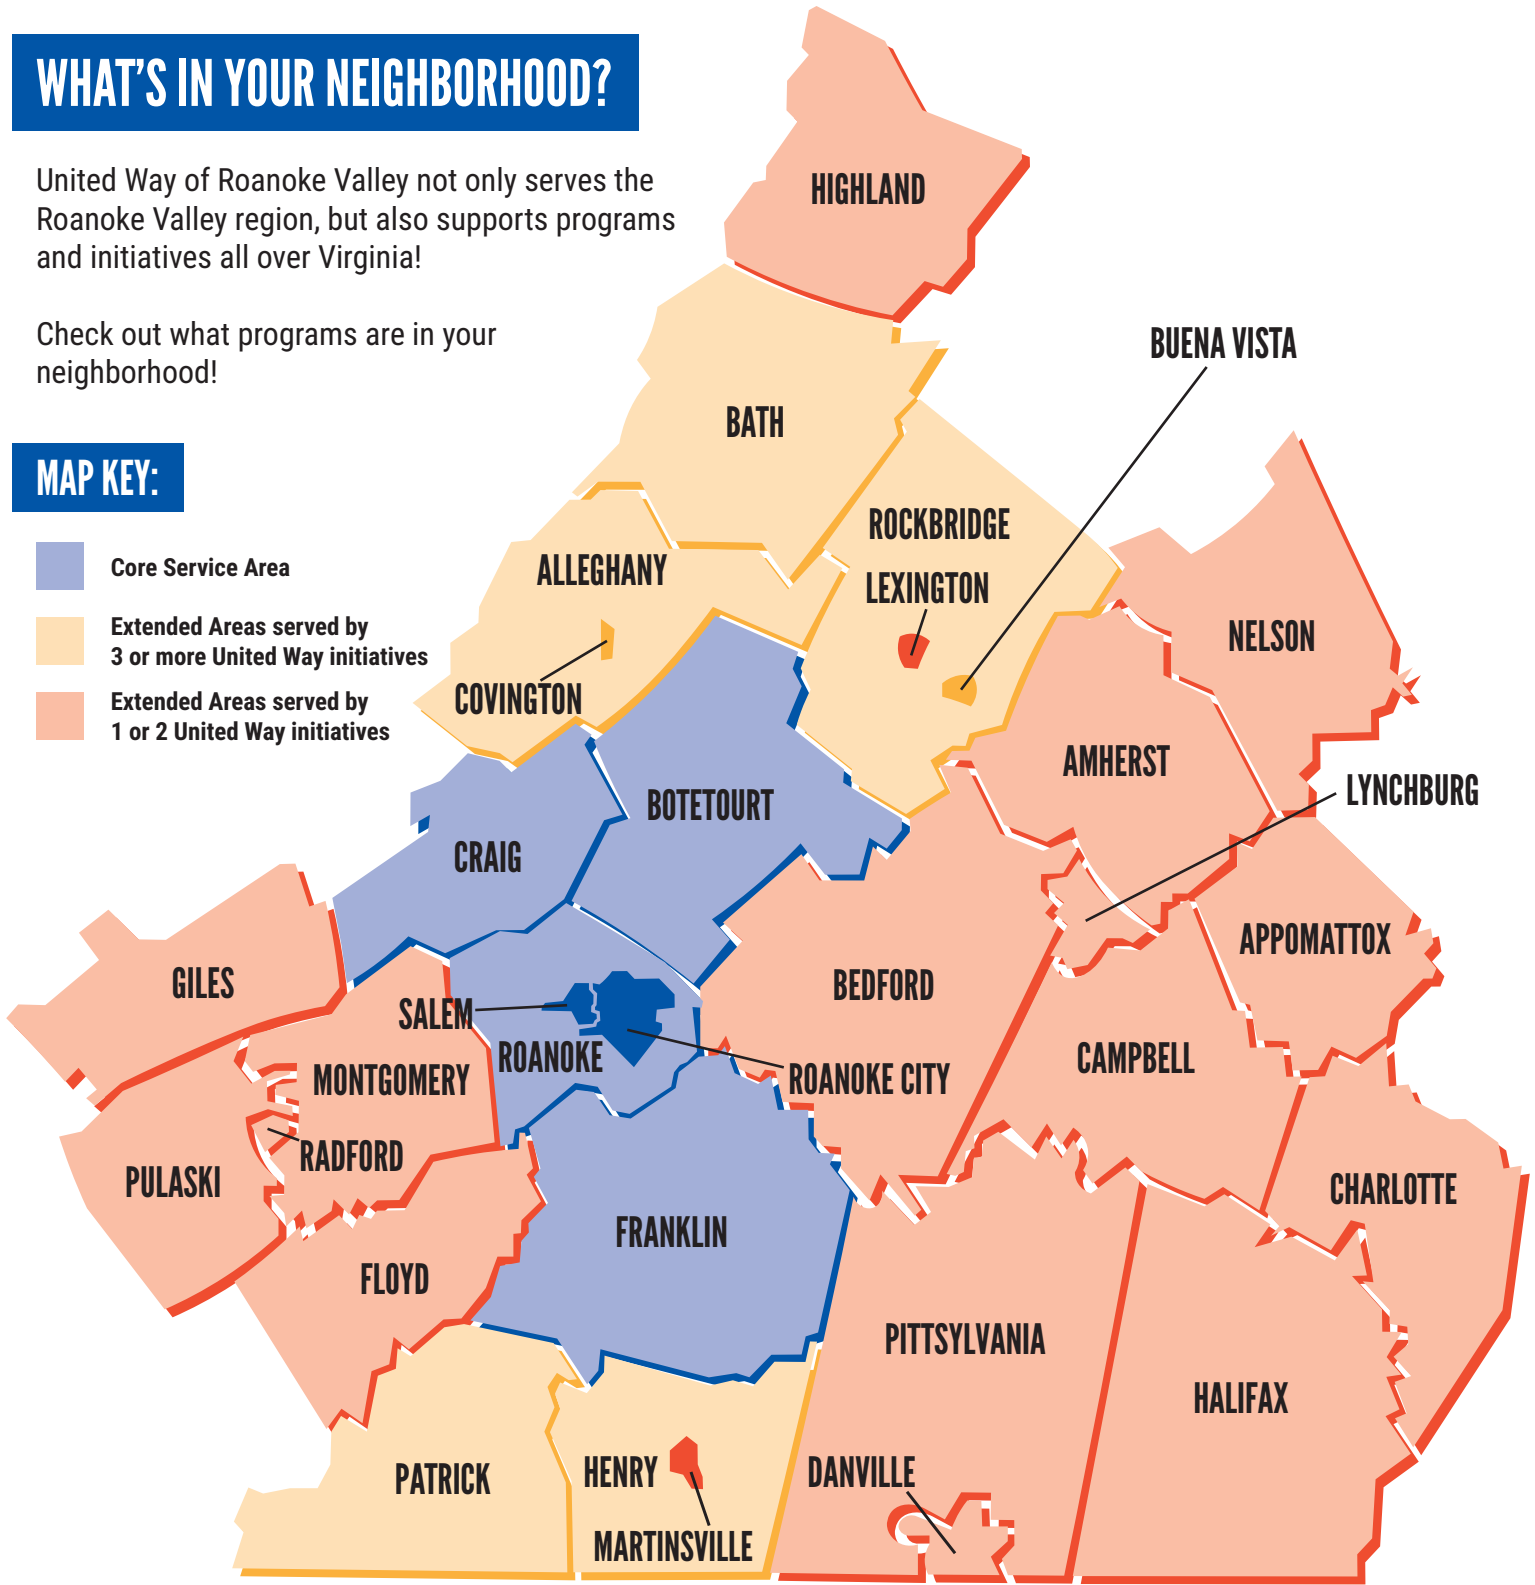 WHAT'S IN YOUR NEIGHBORHOOD?
United Way of Roanoke Valley not only serves the
Roanoke Valley region, but also supports programs
and initiatives all over Virginia!
Check out what programs are in your
neighborhood!
MAP KEY:
Core Service Area
Extended Areas served by
3 or more United Way initiatives
Extended Areas served by
1 or 2 United Way initiatives
HIGHLAND
BUENA VISTA
BATH
ROCKBRIDGE
ALLEGHANY
LEXINGTON
NELSON
COVINGTON
AMHERST
LYNCHBURG
BOTETOURT
CRAIG
APPOMATTOX
GILES
BEDFORD
SALEM
ROANOKE
CAMPBELL
MONTGOMERY
ROANOKE CITY
RADFORD
PULASKI
CHARLOTTE
FRANKLIN
FLOYD
PITTSYLVANIA
HALIFAX
PATRICK
HENRY
DANVILLE
MARTINSVILLE